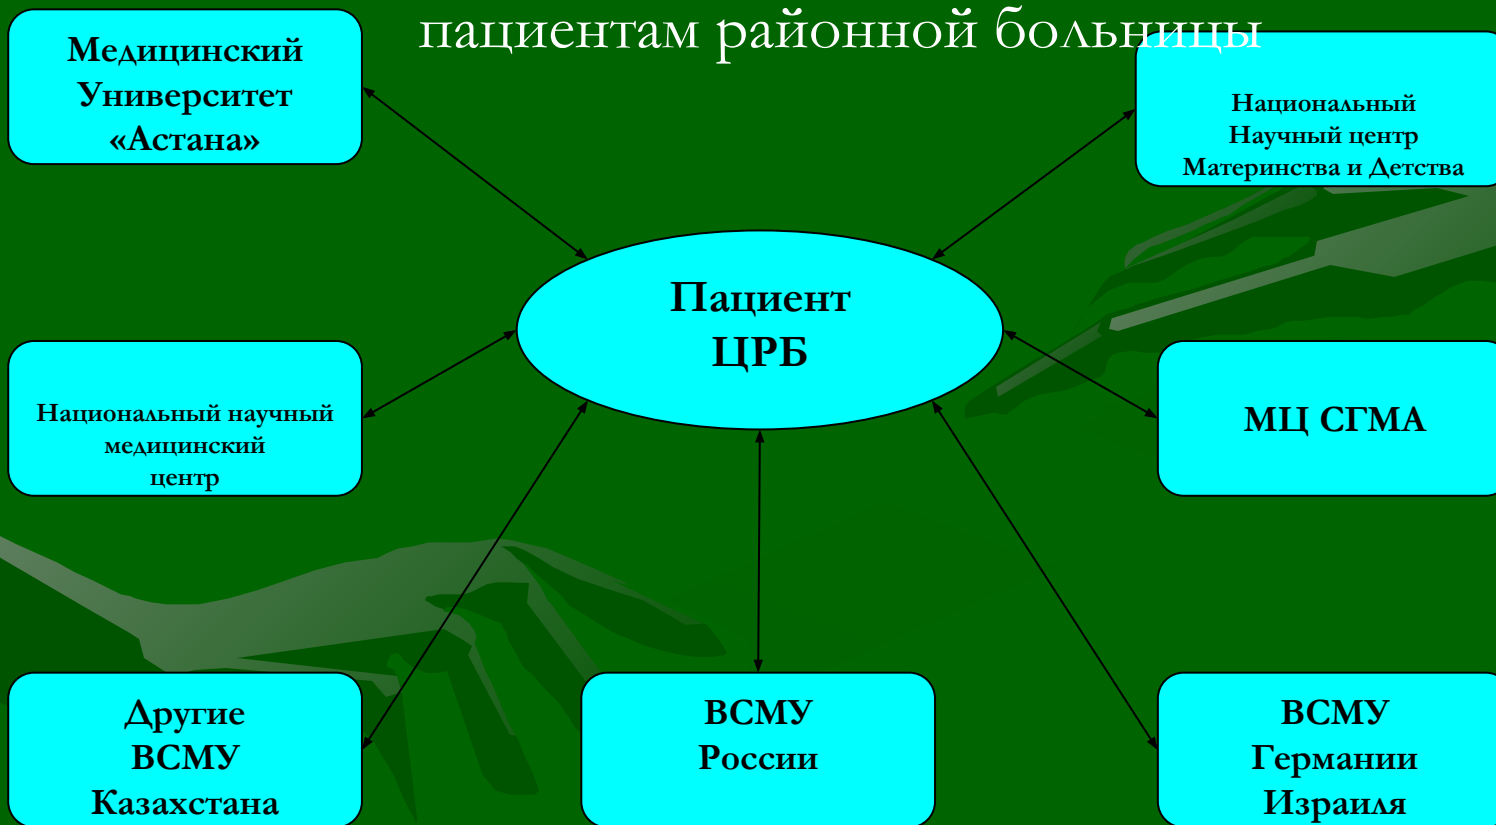 пациентам районной больницы
Медицинский
Университет
«Астана»
Национальный
Научный центр
Материнства и Детства
Пациент
ЦРБ
Национальный научный
медицинский
центр
МЦ СГМА
Другие
ВСМУ
Казахстана
ВСМУ
России
ВСМУ
Германии
Израиля